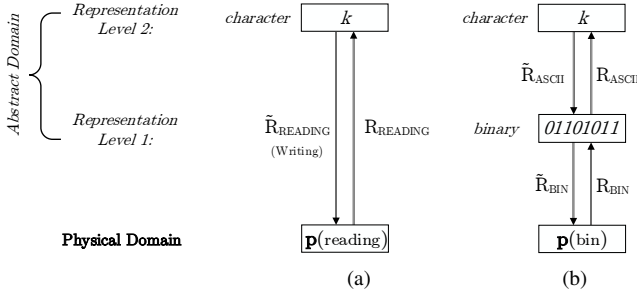 Abstract Domain
Representation Level 2:
character k
character k
R̃ASCII RASCII
Representation Level 1:
R̃READING (Writing) RREADING
binary 01101011
R̃BIN RBIN
Physical Domain
p(reading)
p(bin)
(a) (b)